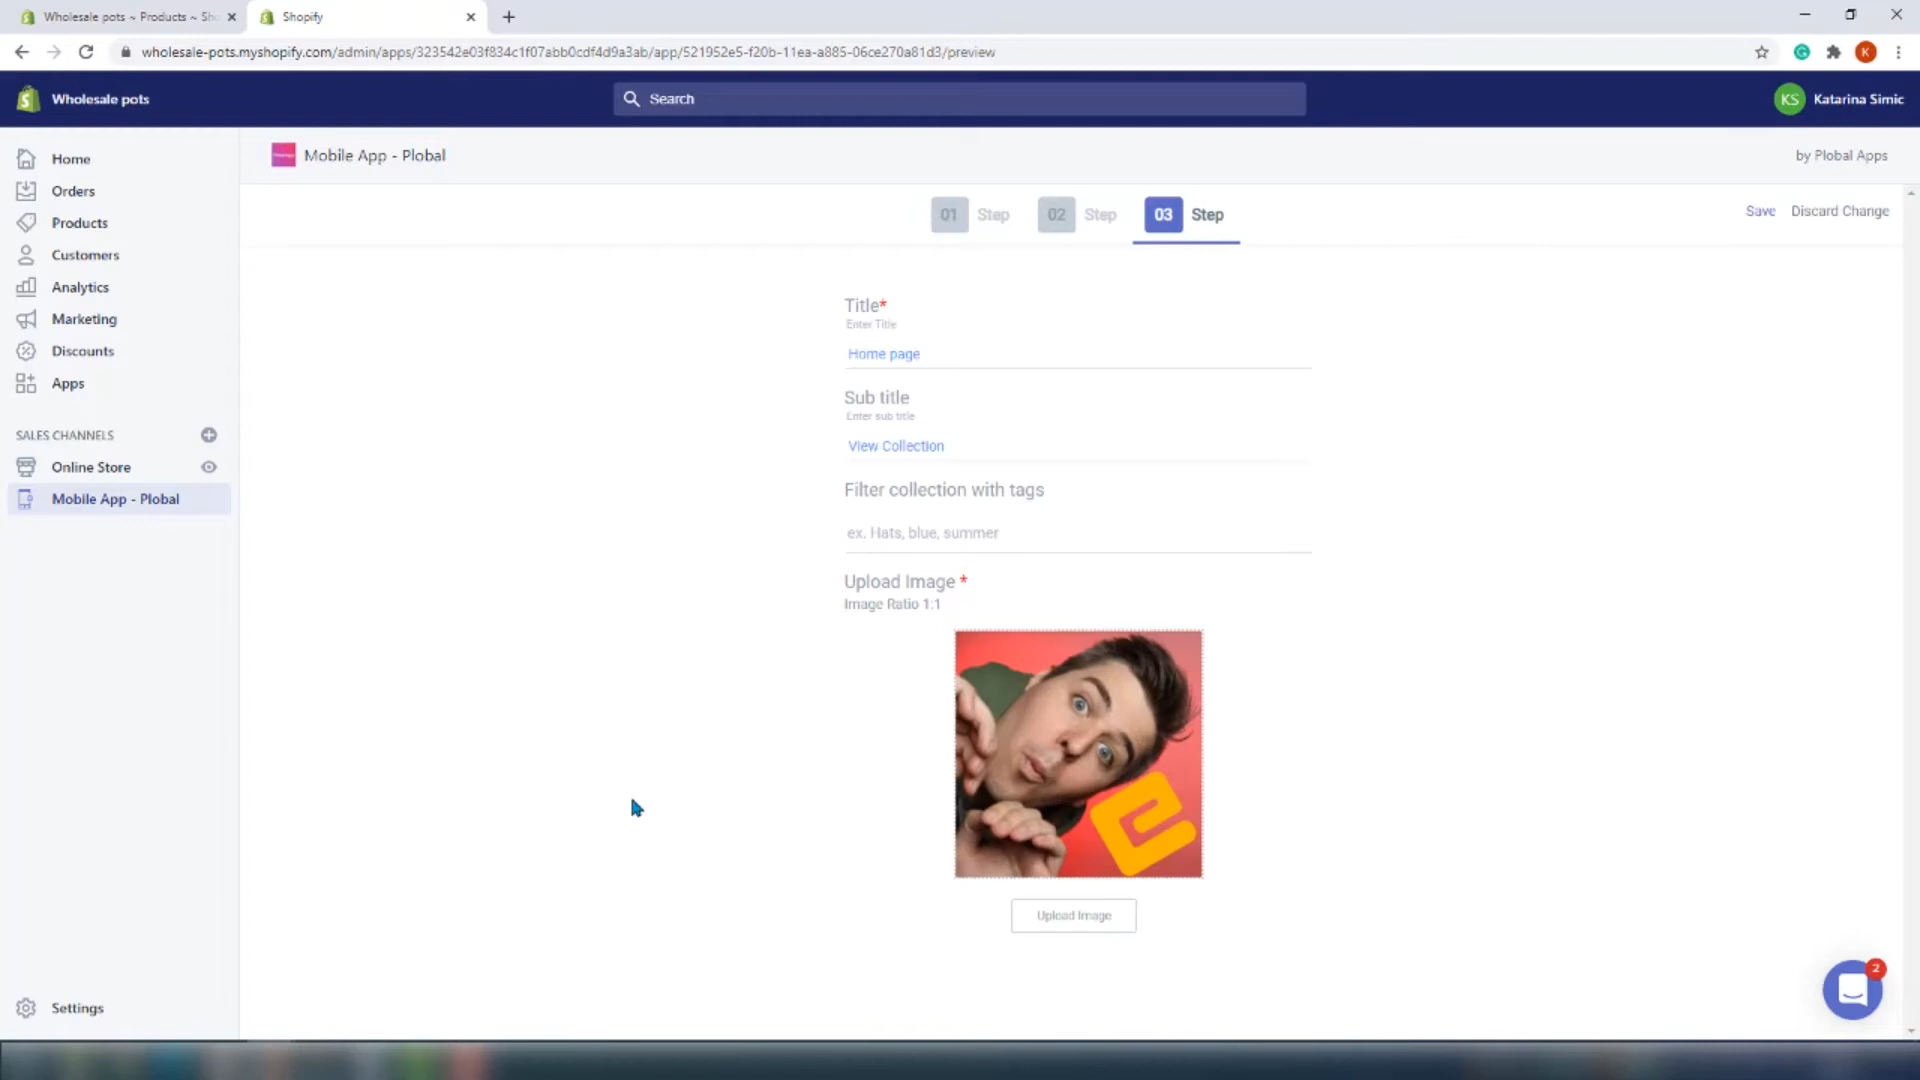 Wholesale pots ~ Products ~ Sho
Shopify
wholesale-pots.myshopify.com/admin/apps/323542e03f834c1f07abb0cdf4d9a3ab/app/521952e5-f20b-11ea-a885-06ce270a81d3/preview
K
Wholesale pots
Search
KS
Katarina Simic
Home
Orders
Products
Customers
Analytics
Marketing
Discounts
Apps
SALES CHANNELS
Online Store
Mobile App - Plobal
Settings
Mobile App - Plobal
by Plobal Apps
01 Step
02 Step
03 Step
Save
Discard Change
Title*
Enter Title
Home page
Sub title
Enter sub title
View Collection
Filter collection with tags
ex. Hats, blue, summer
Upload Image *
Image Ratio 1:1
Upload Image
2